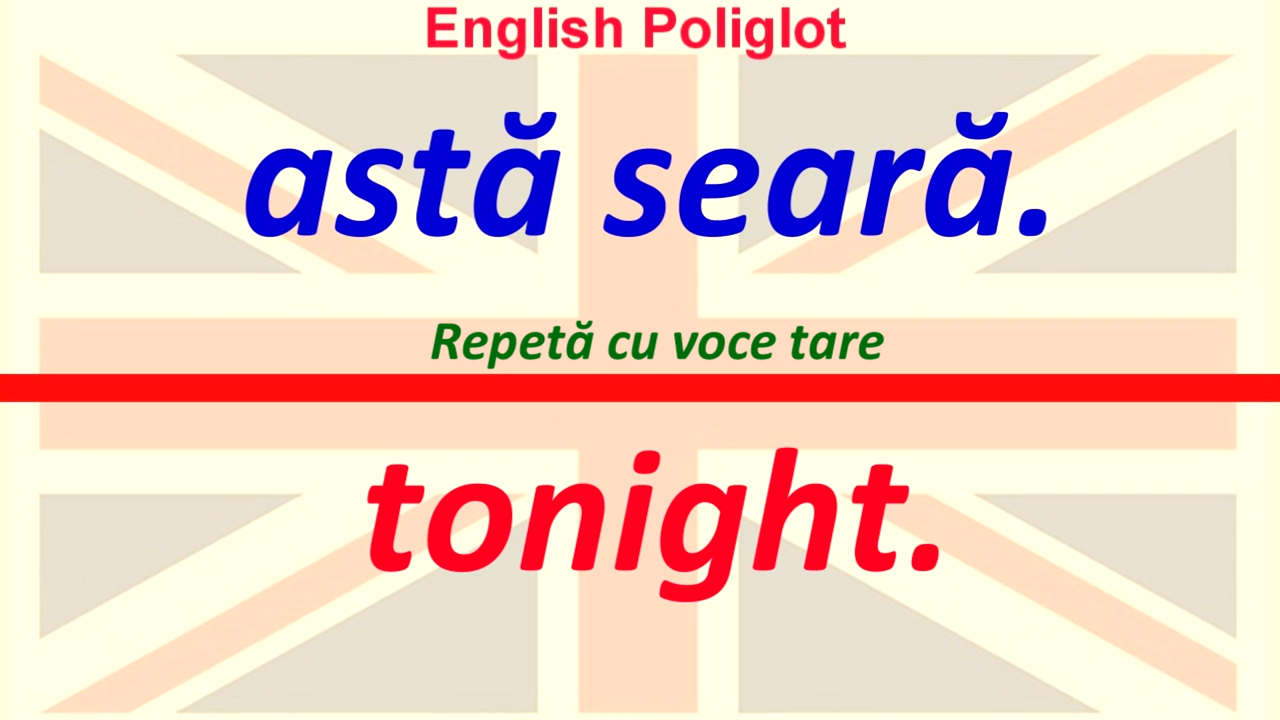 English Poliglot
astă seară.
Repetă cu voce tare
tonight.